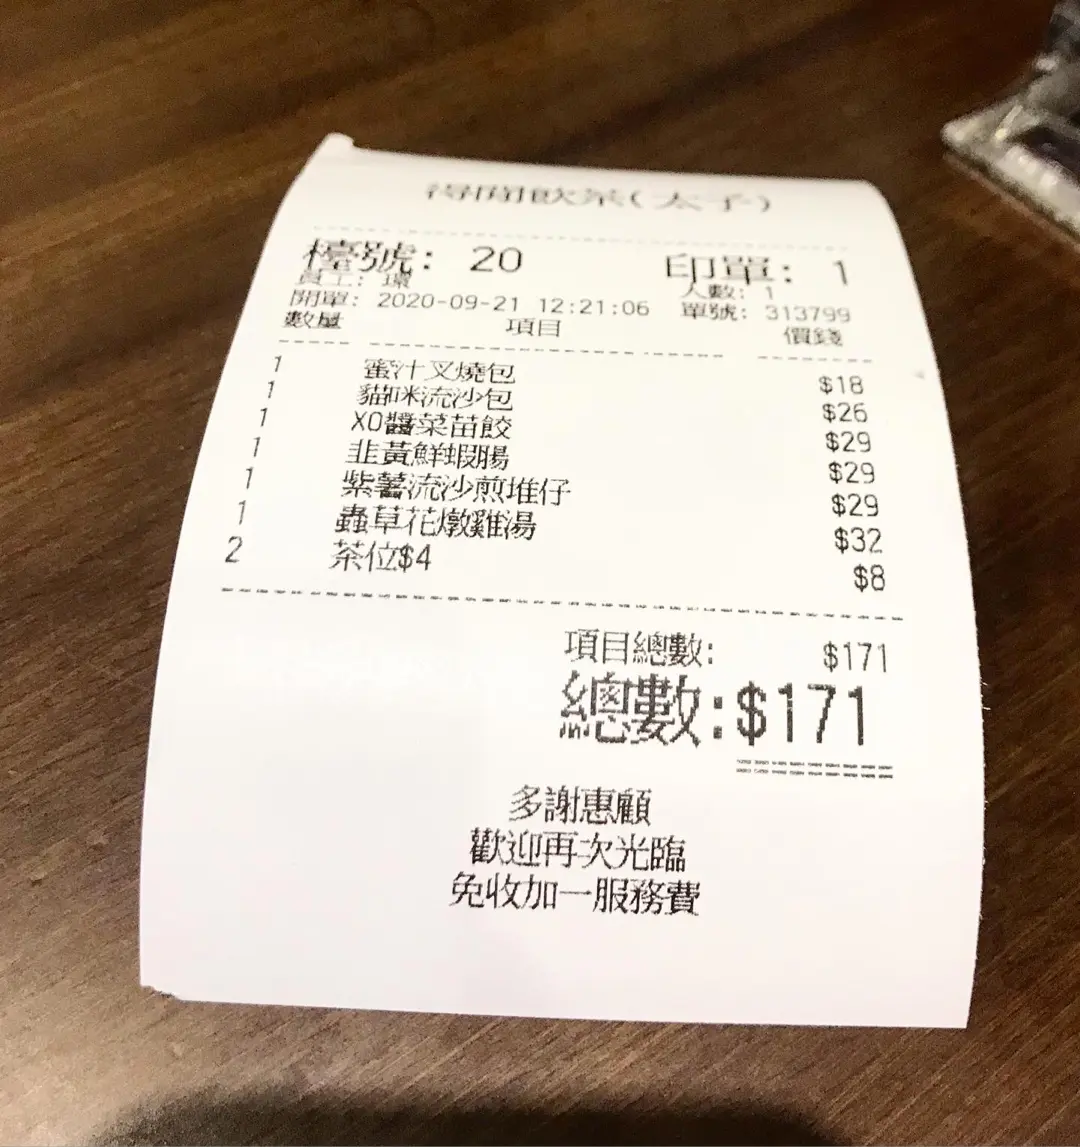 得閒飲茶(太子)
檯號: 20 印單: 1
員工: 環 人數: 1
開單: 2020-09-21 12:21:06 單號: 313799
數量 項目 價錢
1 蜜汁叉燒包 $18
1 貓咪流沙包 $26
1 XO醬菜苗餃 $29
1 韭黃鮮蝦腸 $29
1 紫薯流沙煎堆仔 $29
1 蟲草花燉雞湯 $32
2 茶位$4 $8
項目總數: $171
總數:$171
多謝惠顧
歡迎再次光臨
免收加一服務費